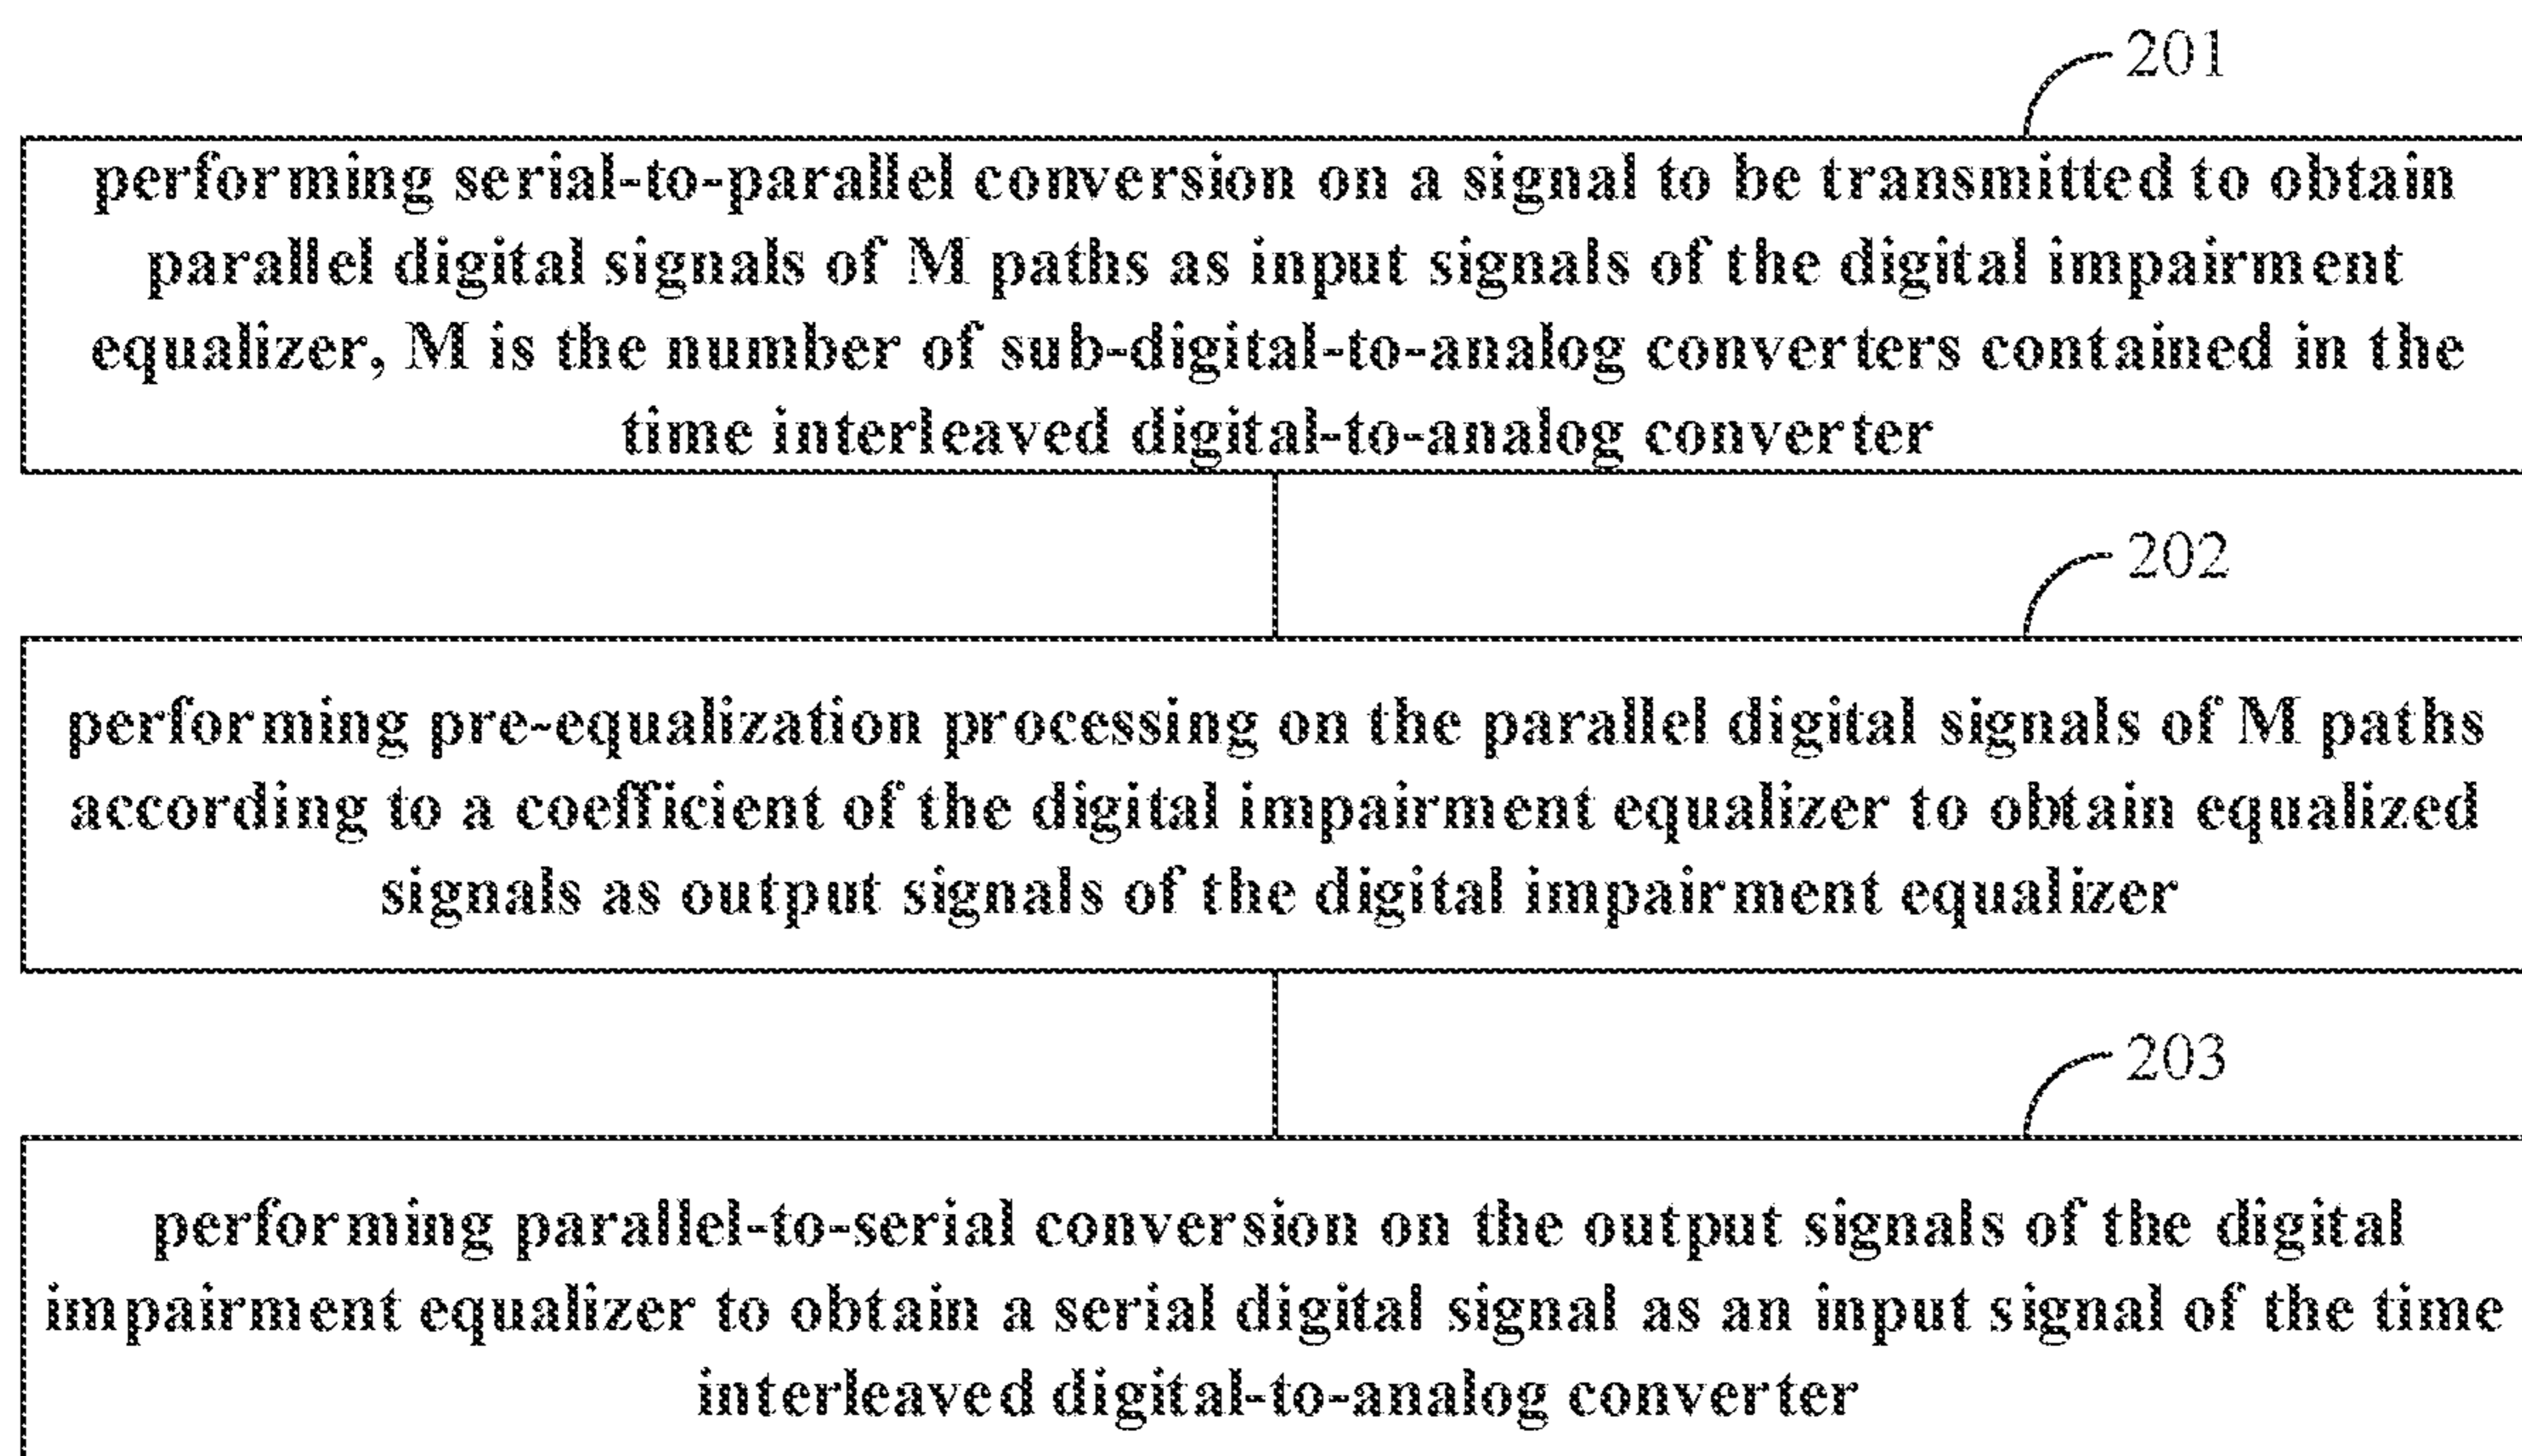 201
performing serial-to-parallel conversion on a signal to be transmitted to obtain
parallel digital signals of M paths as input signals of the digital impairment
equalizer, M is the number of sub-digital-to-analog converters contained in the
time interleaved digital-to-analog converter
202
performing pre-equalization processing on the parallel digital signals of M paths
according to a coefficient of the digital impairment equalizer to obtain equalized
signals as output signals of the digital impairment equalizer
203
performing parallel-to-serial conversion on the output signals of the digital
impairment equalizer to obtain a serial digital signal as an input signal of the time
interleaved digital-to-analog converter